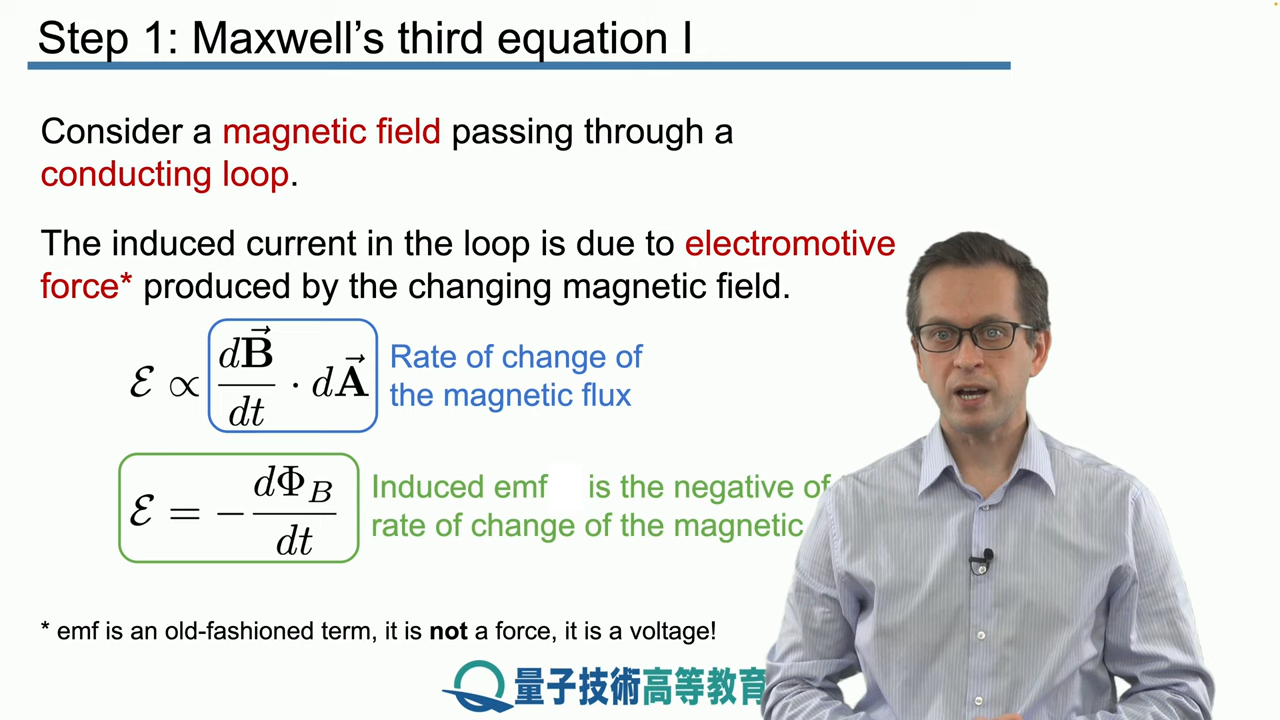 Step 1: Maxwell's third equation I
Consider a magnetic field passing through a
conducting loop.
The induced current in the loop is due to electromotive
force* produced by the changing magnetic field.
ℰ ∝ dB⃗/dt · dA⃗
Rate of change of
the magnetic flux
ℰ = − dΦ_B/dt
Induced emf is the negative of
rate of change of the magnetic
* emf is an old-fashioned term, it is not a force, it is a voltage!
量子技術高等教育